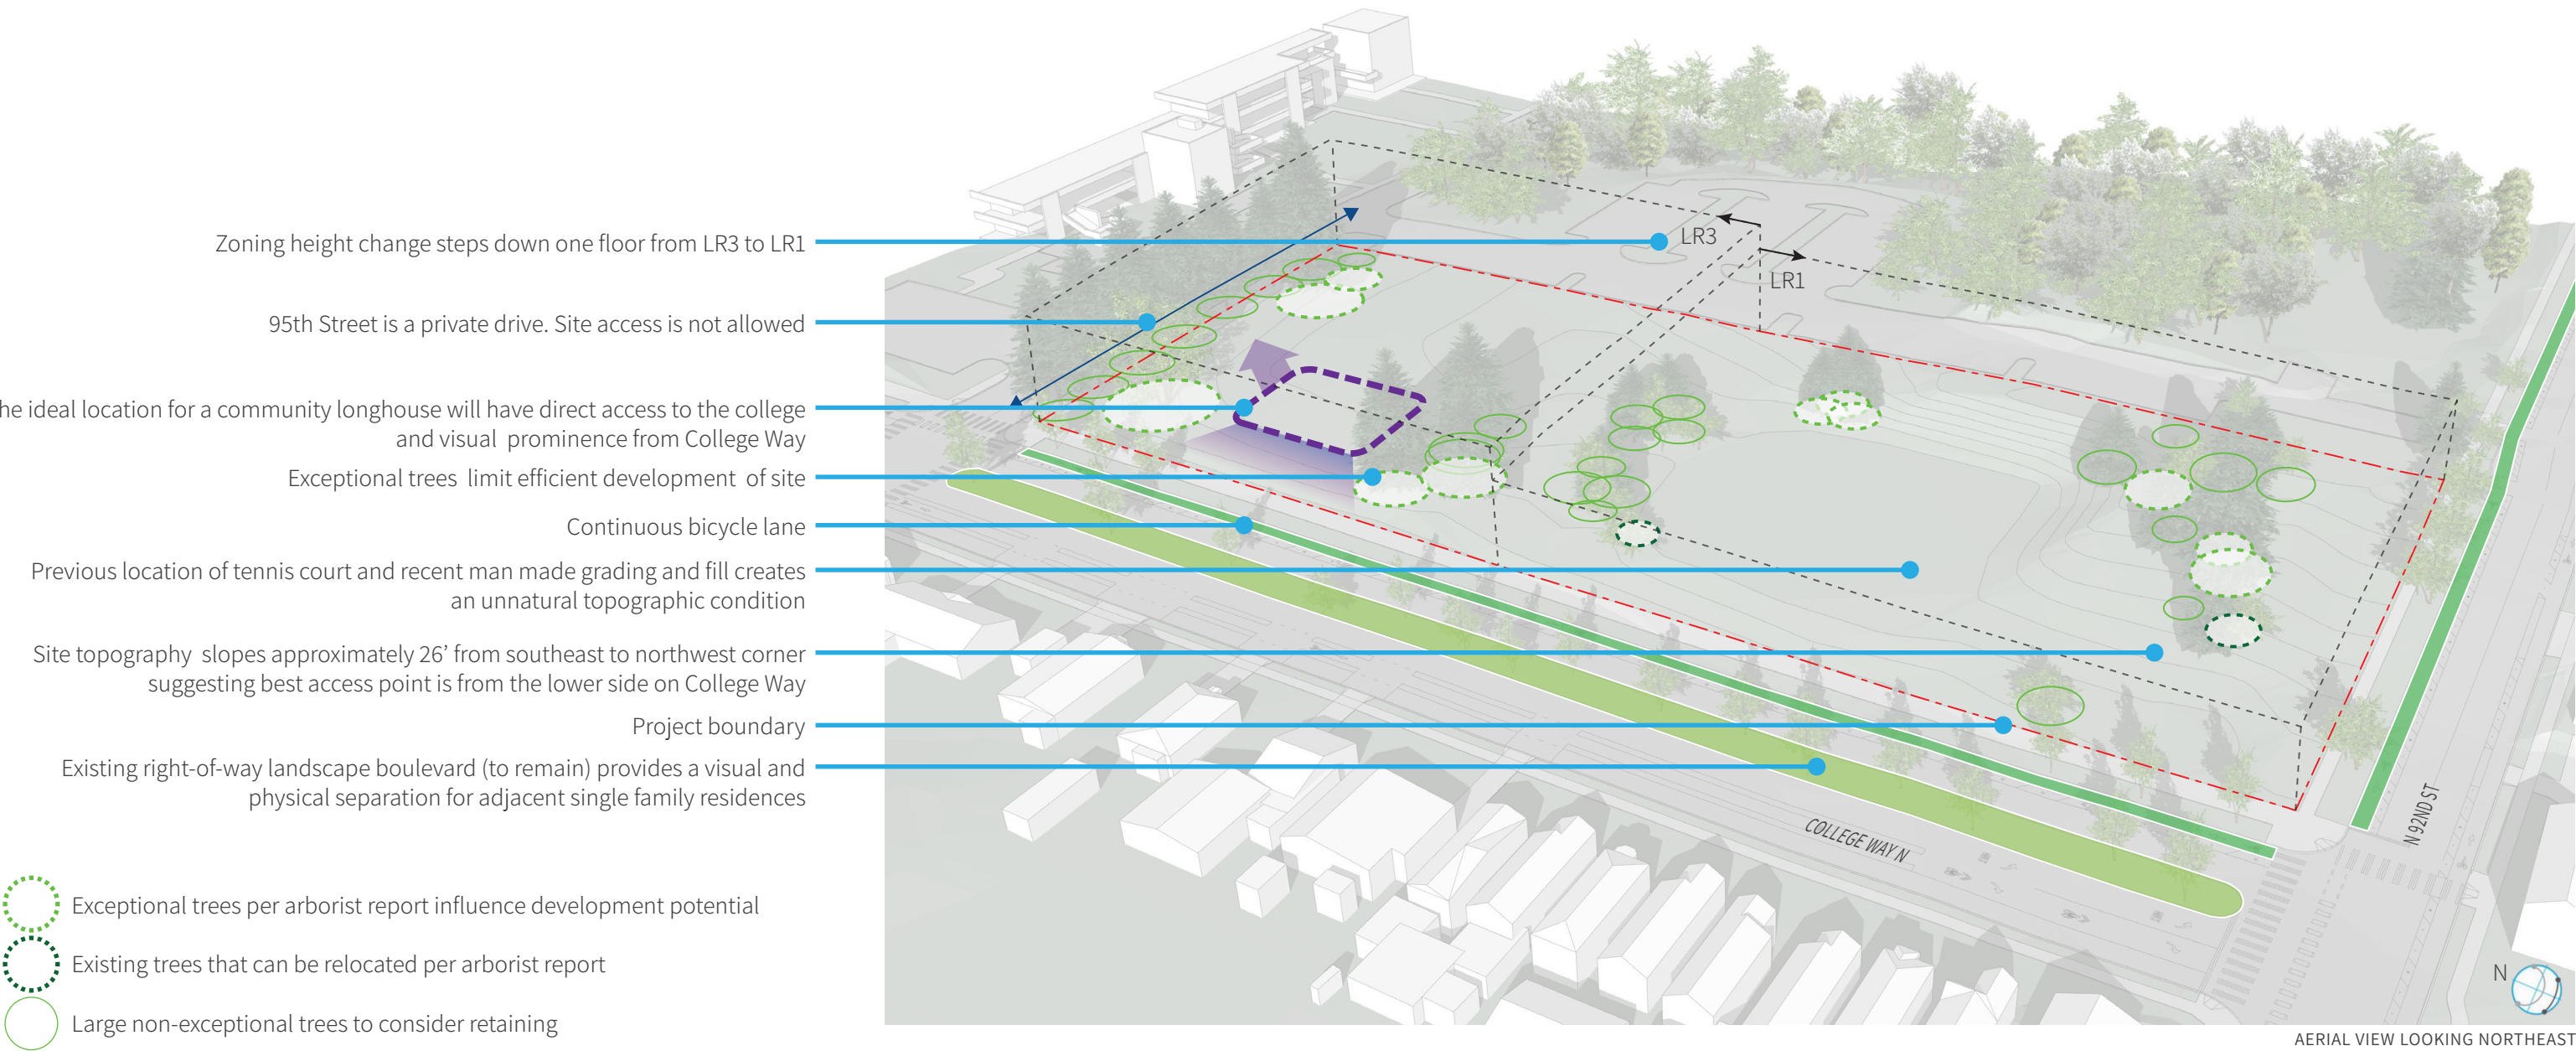 Zoning height change steps down one floor from LR3 to LR1
95th Street is a private drive. Site access is not allowed
he ideal location for a community longhouse will have direct access to the college
and visual prominence from College Way
Exceptional trees limit efficient development of site
Continuous bicycle lane
Previous location of tennis court and recent man made grading and fill creates
an unnatural topographic condition
Site topography slopes approximately 26’ from southeast to northwest corner
suggesting best access point is from the lower side on College Way
Project boundary
Existing right-of-way landscape boulevard (to remain) provides a visual and
physical separation for adjacent single family residences
Exceptional trees per arborist report influence development potential
Existing trees that can be relocated per arborist report
Large non-exceptional trees to consider retaining
LR3
LR1
COLLEGE WAY N
N 92ND ST
N
AERIAL VIEW LOOKING NORTHEAST